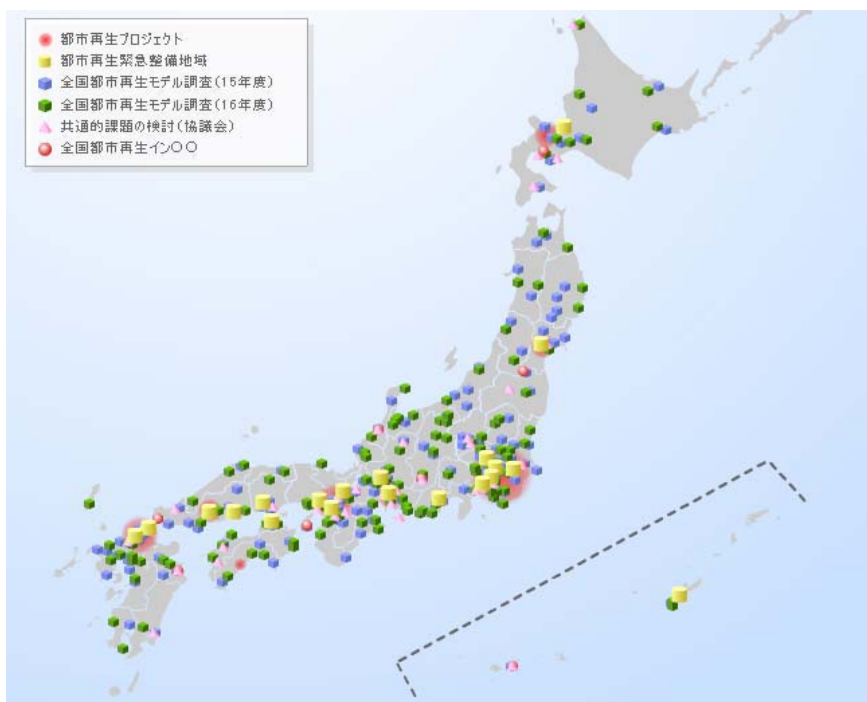 都市再生プロジェクト
都市再生緊急整備地域
全国都市再生モデル調査(15年度)
全国都市再生モデル調査(16年度)
共通的課題の検討(協議会)
全国都市再生イン〇〇